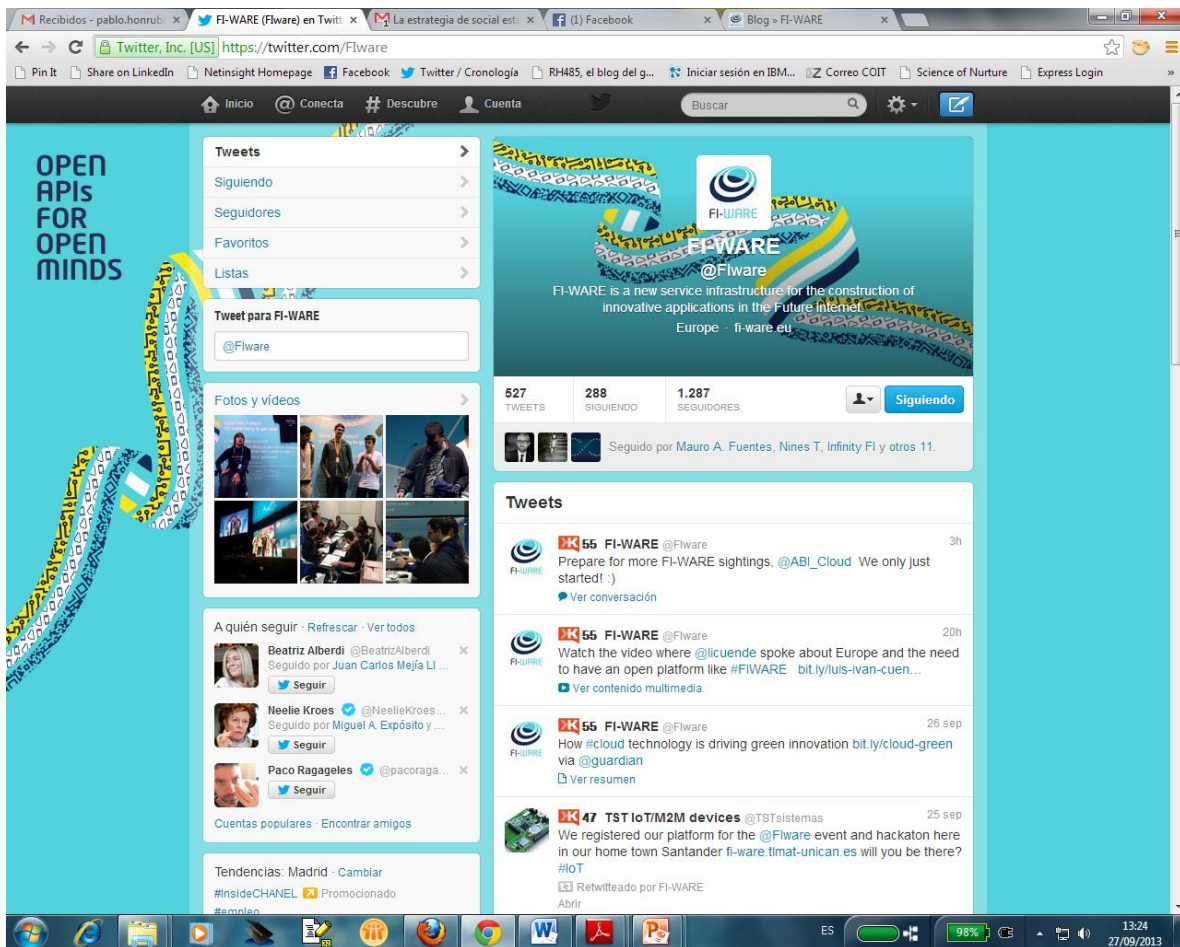 Recibidos - pablo.honrubi
FI-WARE (FIware) en Twitt
La estrategia de social est
(1) Facebook
Blog » FI-WARE
Twitter, Inc. [US] https://twitter.com/FIware
Pin It
Share on LinkedIn
Netinsight Homepage
Facebook
Twitter / Cronología
RH485, el blog del g...
Iniciar sesión en IBM...
Correo COIT
Science of Nurture
Express Login
»
Inicio
Conecta
Descubre
Cuenta
Buscar
OPEN
APIs
FOR
OPEN
MINDS
Tweets
Siguiendo
Seguidores
Favoritos
Listas
Tweet para FI-WARE
@FIware
Fotos y vídeos
A quién seguir · Refrescar · Ver todos
Beatriz Alberdi @BeatrizAlberdi
Seguido por Juan Carlos Mejía Ll ...
Seguir
Neelie Kroes @NeelieKroes...
Seguido por Miguel A. Expósito y ...
Seguir
Paco Ragageles @pacoraga...
Seguir
Cuentas populares · Encontrar amigos
Tendencias: Madrid · Cambiar
#InsideCHANEL Promocionado
#empleo
FI-WARE
FI-WARE
@FIware
FI-WARE is a new service infrastructure for the construction of
innovative applications in the Future Internet.
Europe · fi-ware.eu
527
TWEETS
288
SIGUIENDO
1.287
SEGUIDORES
Siguiendo
Seguido por Mauro A. Fuentes, Nines T, Infinity FI y otros 11.
Tweets
FI-WARE
K 55 FI-WARE @FIware 3h
Prepare for more FI-WARE sightings, @ABI_Cloud We only just
started! :)
Ver conversación
FI-WARE
K 55 FI-WARE @FIware 20h
Watch the video where @licuende spoke about Europe and the need
to have an open platform like #FIWARE bit.ly/luis-ivan-cuen...
Ver contenido multimedia
FI-WARE
K 55 FI-WARE @FIware 26 sep
How #cloud technology is driving green innovation bit.ly/cloud-green
via @guardian
Ver resumen
K 47 TST IoT/M2M devices @TSTsistemas 25 sep
We registered our platform for the @FIware event and hackaton here
in our home town Santander fi-ware.tlmat-unican.es will you be there?
#IoT
Retwitteado por FI-WARE
Abrir
ES
98%
13:24
27/09/2013